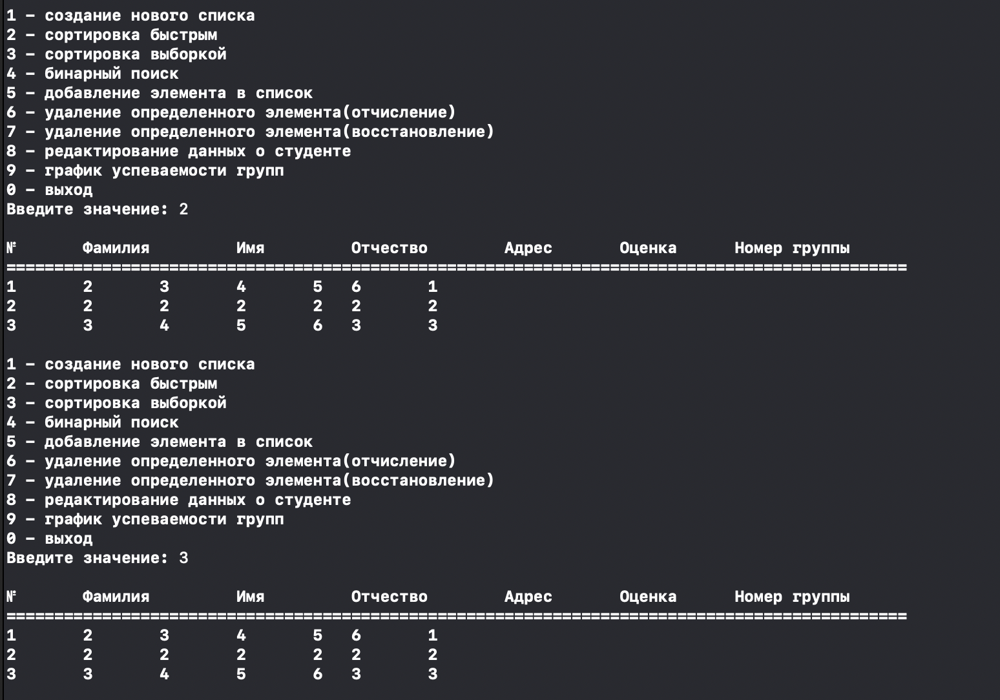 1 – создание нового списка
2 – сортировка быстрым
3 – сортировка выборкой
4 – бинарный поиск
5 – добавление элемента в список
6 – удаление определенного элемента(отчисление)
7 – удаление определенного элемента(восстановление)
8 – редактирование данных о студенте
9 – график успеваемости групп
0 – выход
Введите значение: 2
№ Фамилия Имя Отчество Адрес Оценка Номер группы
==============================================================================================
1 2 3 4 5 6 1
2 2 2 2 2 2 2
3 3 4 5 6 3 3
1 – создание нового списка
2 – сортировка быстрым
3 – сортировка выборкой
4 – бинарный поиск
5 – добавление элемента в список
6 – удаление определенного элемента(отчисление)
7 – удаление определенного элемента(восстановление)
8 – редактирование данных о студенте
9 – график успеваемости групп
0 – выход
Введите значение: 3
№ Фамилия Имя Отчество Адрес Оценка Номер группы
==============================================================================================
1 2 3 4 5 6 1
2 2 2 2 2 2 2
3 3 4 5 6 3 3